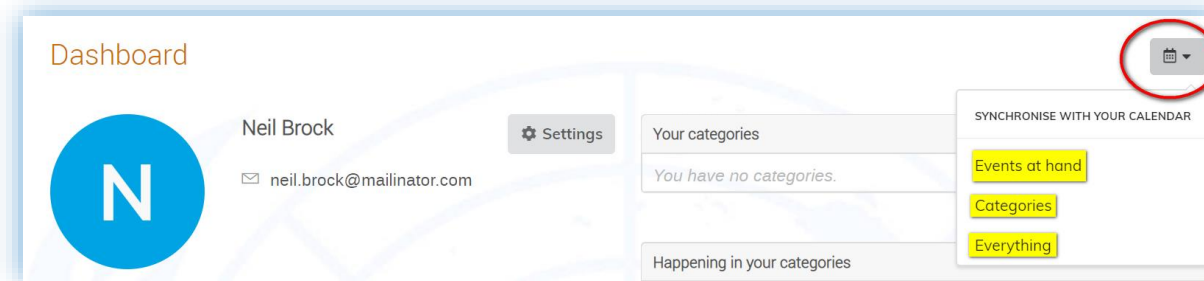 Dashboard
N
Neil Brock
neil.brock@mailinator.com
Settings
Your categories
You have no categories.
Happening in your categories
SYNCHRONISE WITH YOUR CALENDAR
Events at hand
Categories
Everything